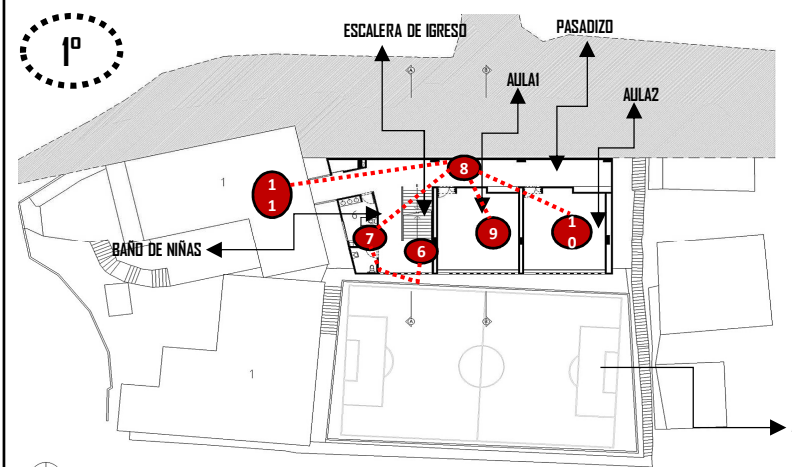 1º
ESCALERA DE IGRESO
PASADIZO
AULA1
AULA2
A
B
8
1
1
1
7
6
9
1
0
BAÑO DE NIÑAS
A
B
1